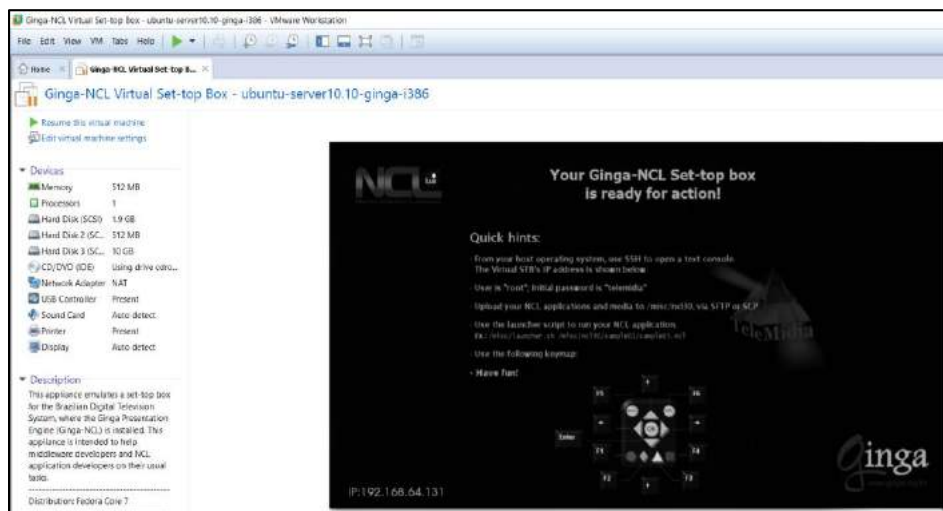 Ginga-NCL Virtual Set-top Box - ubuntu-server10.10-ginga-i386 - VMware Workstation
File Edit View VM Tabs Help
Home
Ginga-NCL Virtual Set-top B...
Ginga-NCL Virtual Set-top Box - ubuntu-server10.10-ginga-i386
Resume this virtual machine
Edit virtual machine settings
Devices
Memory 512 MB
Processors 1
Hard Disk (SCSI) 1.9 GB
Hard Disk 2 (SC... 512 MB
Hard Disk 3 (SC... 10 GB
CD/DVD (IDE) Using drive cdro...
Network Adapter NAT
USB Controller Present
Sound Card Auto detect
Printer Present
Display Auto detect
Description
This appliance emulates a set-top box
for the Brazilian Digital Television
System, where the Ginga Presentation
Engine (Ginga-NCL) is installed. This
appliance is intended to help
middleware developers and NCL
application developers on their usual
tasks.
Distribution: Fedora Core 7
NCL
Your Ginga-NCL Set-top box
is ready for action!
Quick hints:
- From your host operating system, use SSH to open a text console.
The Virtual STB's IP address is shown below
- User is "root"; initial password is "telemidia"
- Upload your NCL applications and media to /misc/ncl30, via SFTP or SCP
- Use the launcher script to run your NCL application.
- Use the following keymap:
- Have fun!
TeleMídia
F5
F6
OK
Enter
F1
F4
F2
F3
Ginga
IP:192.168.64.131